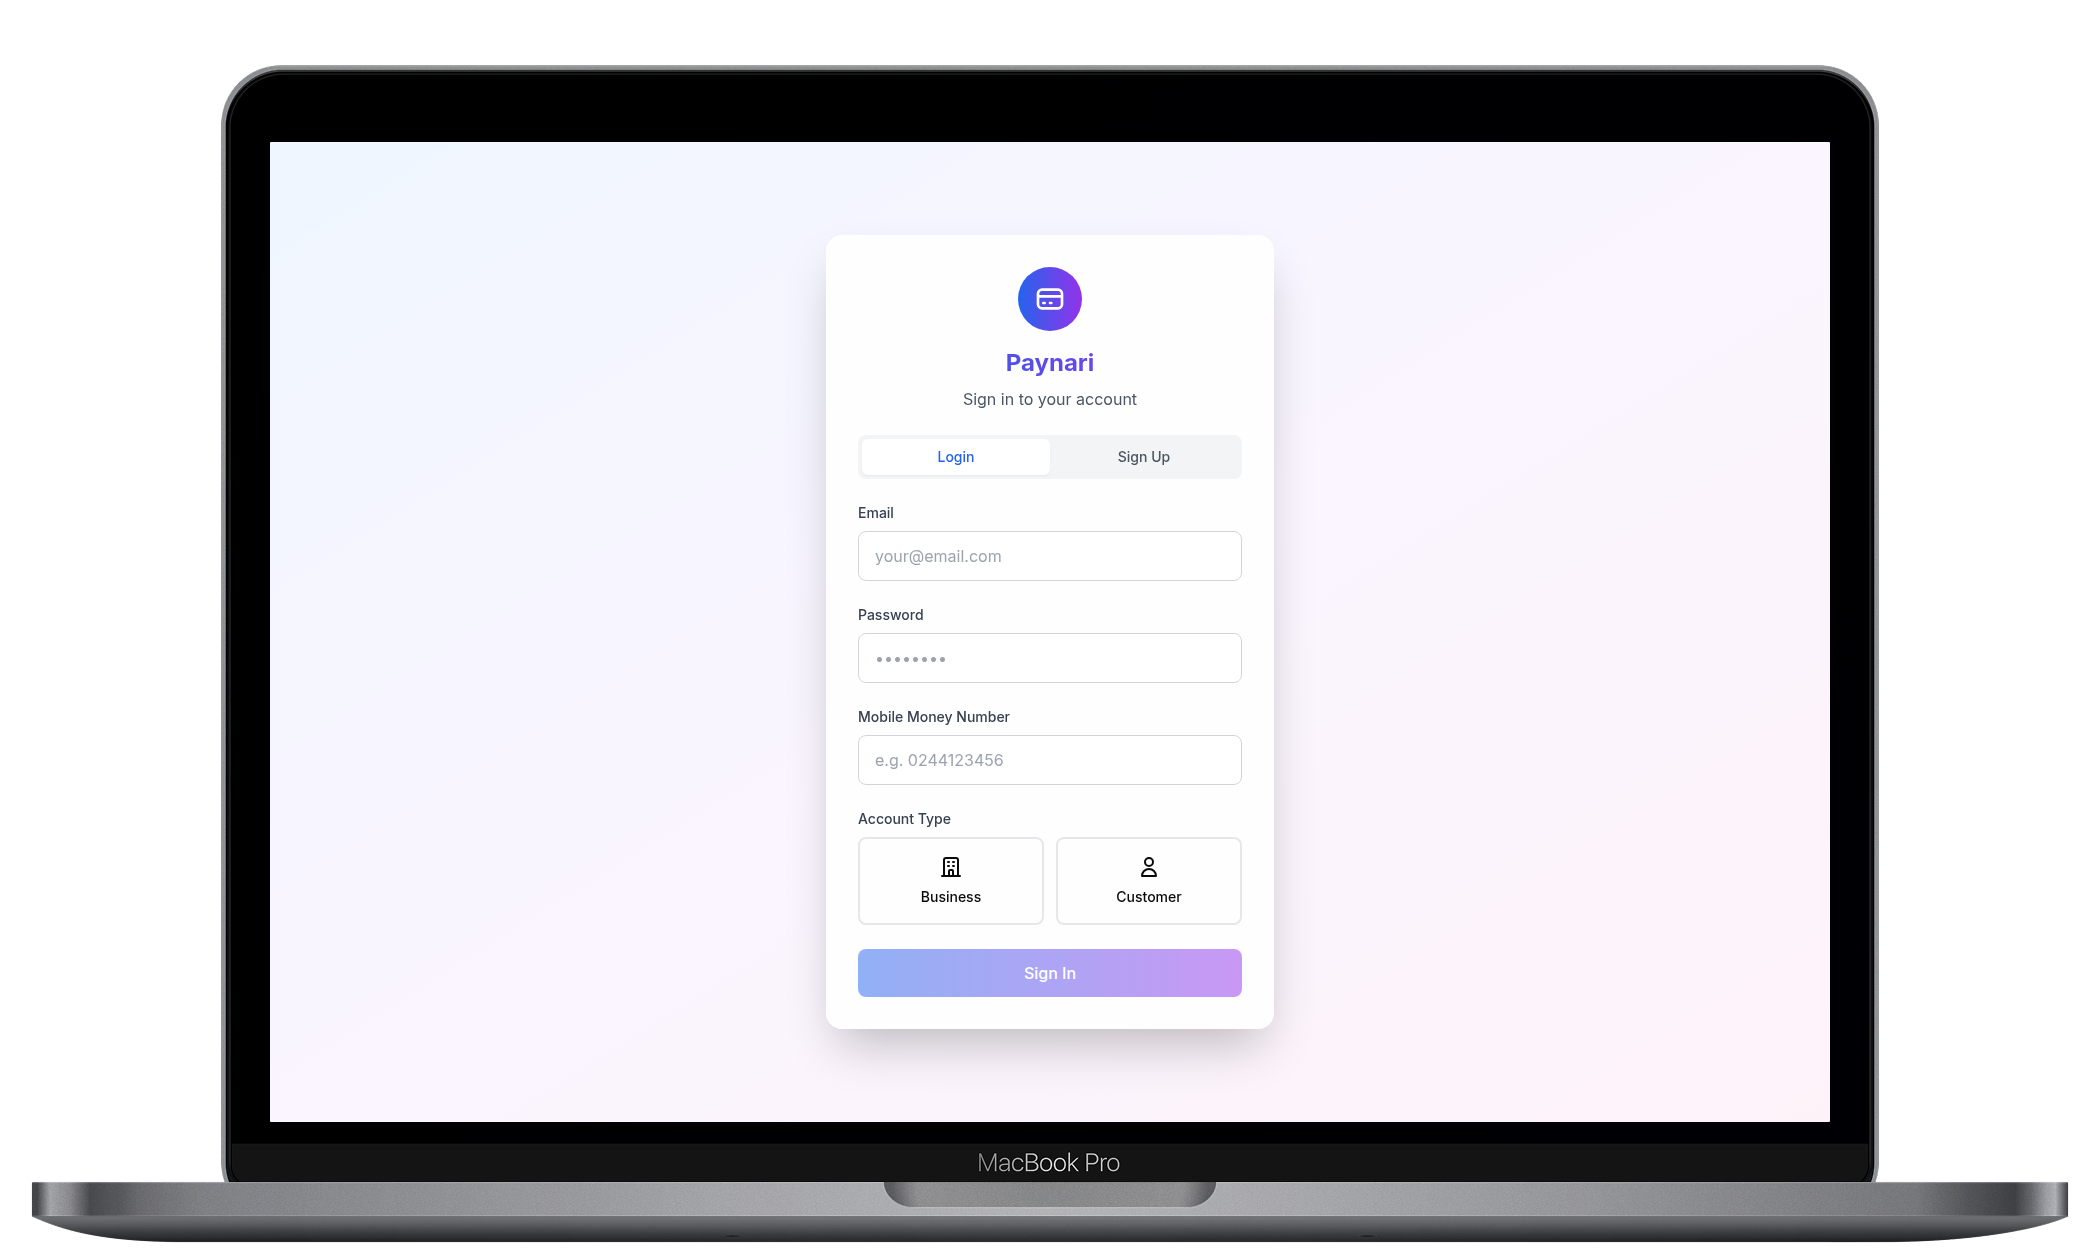 Paynari
Sign in to your account
Login
Sign Up
Email
your@email.com
Password
••••••••
Mobile Money Number
e.g. 0244123456
Account Type
Business
Customer
Sign In
MacBook Pro